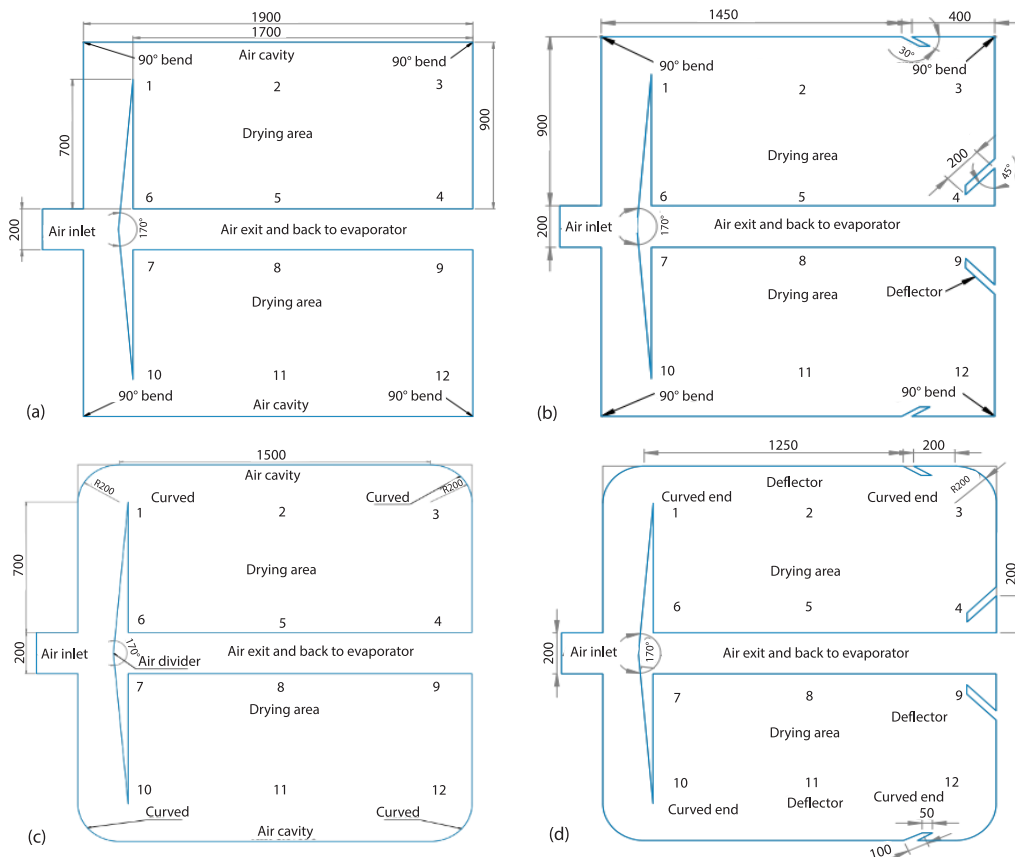 1900
1700
Air cavity
90° bend
90° bend
1
2
3
700
900
Drying area
6
5
4
200
Air inlet
170°
Air exit and back to evaporator
7
8
9
Drying area
10
11
12
(a)
90° bend
90° bend
Air cavity
1450
400
30°
90° bend
90° bend
1
2
3
900
Drying area
200
45°
6
5
4
200
Air inlet
170°
Air exit and back to evaporator
7
8
9
Drying area
Deflector
10
11
12
(b)
90° bend
90° bend
1500
Air cavity
R200
Curved
Curved
R200
1
2
3
700
Drying area
6
5
4
200
Air inlet
170°
Air divider
Air exit and back to evaporator
7
8
9
Drying area
10
11
12
Curved
Curved
(c)
Air cavity
1250
200
Deflector
R200
Curved end
Curved end
1
2
3
Drying area
200
6
5
4
200
Air inlet
170°
Air exit and back to evaporator
7
8
9
Deflector
Drying area
10
11
12
Curved end
Deflector
Curved end
50
(d)
100